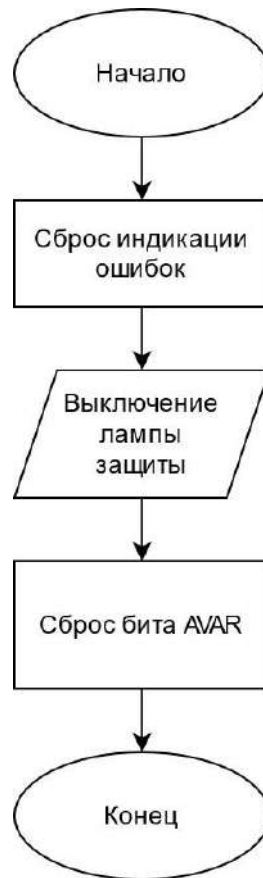 Начало
Сброс индикации
ошибок
Выключение
лампы
защиты
Сброс бита AVAR
Конец